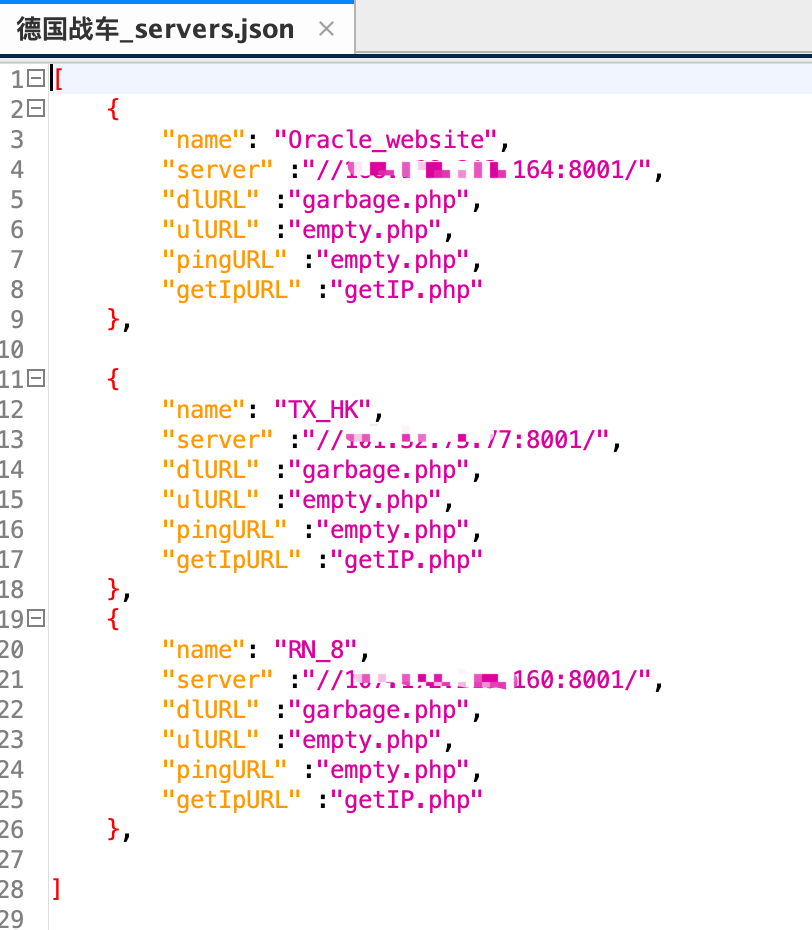 德国战车_servers.json ×
1 [
2 {
3 "name": "Oracle_website",
4 "server" :"// 164:8001/",
5 "dlURL" :"garbage.php",
6 "ulURL" :"empty.php",
7 "pingURL" :"empty.php",
8 "getIpURL" :"getIP.php"
9 },
10
11 {
12 "name": "TX_HK",
13 "server" :"// 77:8001/",
14 "dlURL" :"garbage.php",
15 "ulURL" :"empty.php",
16 "pingURL" :"empty.php",
17 "getIpURL" :"getIP.php"
18 },
19 {
20 "name": "RN_8",
21 "server" :"// 160:8001/",
22 "dlURL" :"garbage.php",
23 "ulURL" :"empty.php",
24 "pingURL" :"empty.php",
25 "getIpURL" :"getIP.php"
26 },
27
28 ]
29